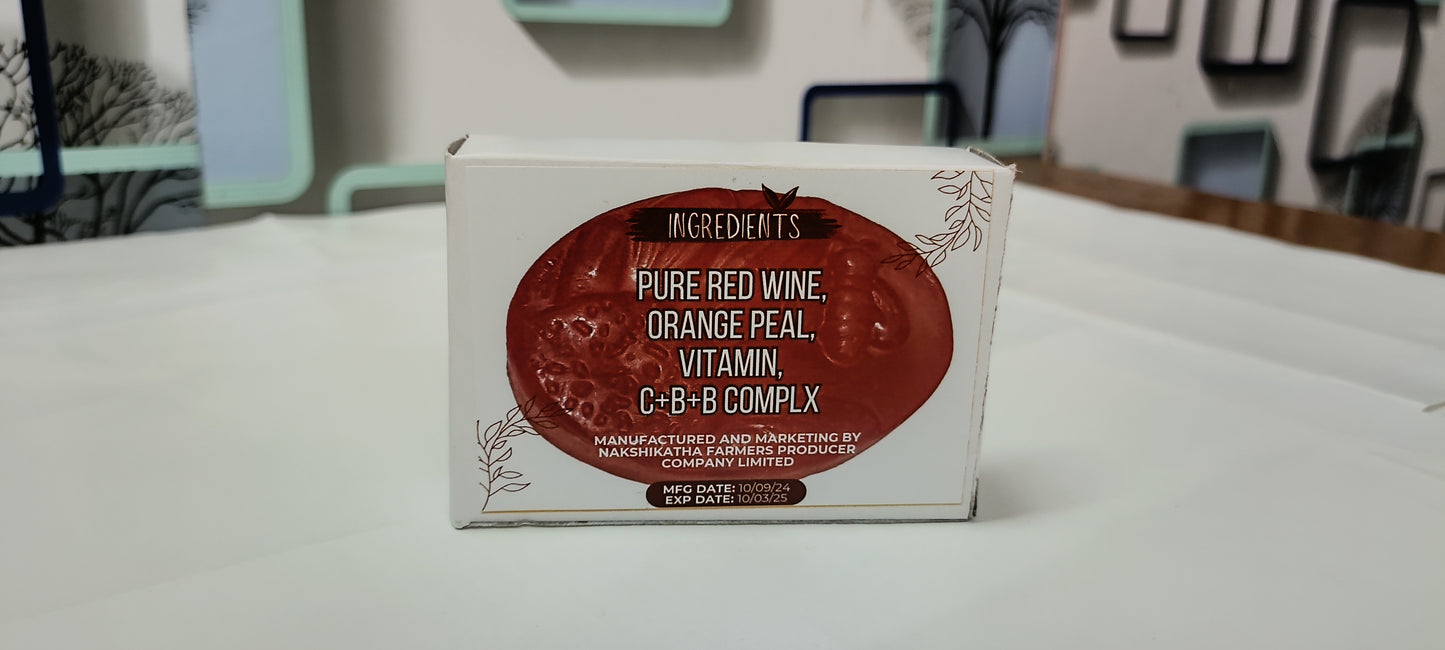 INGREDIENTS
PURE RED WINE,
ORANGE PEAL,
VITAMIN,
C+B+B COMPLX
MANUFACTURED AND MARKETING BY
NAKSHIKATHA FARMERS PRODUCER
COMPANY LIMITED
MFG DATE: 10/09/24
EXP DATE: 10/03/25